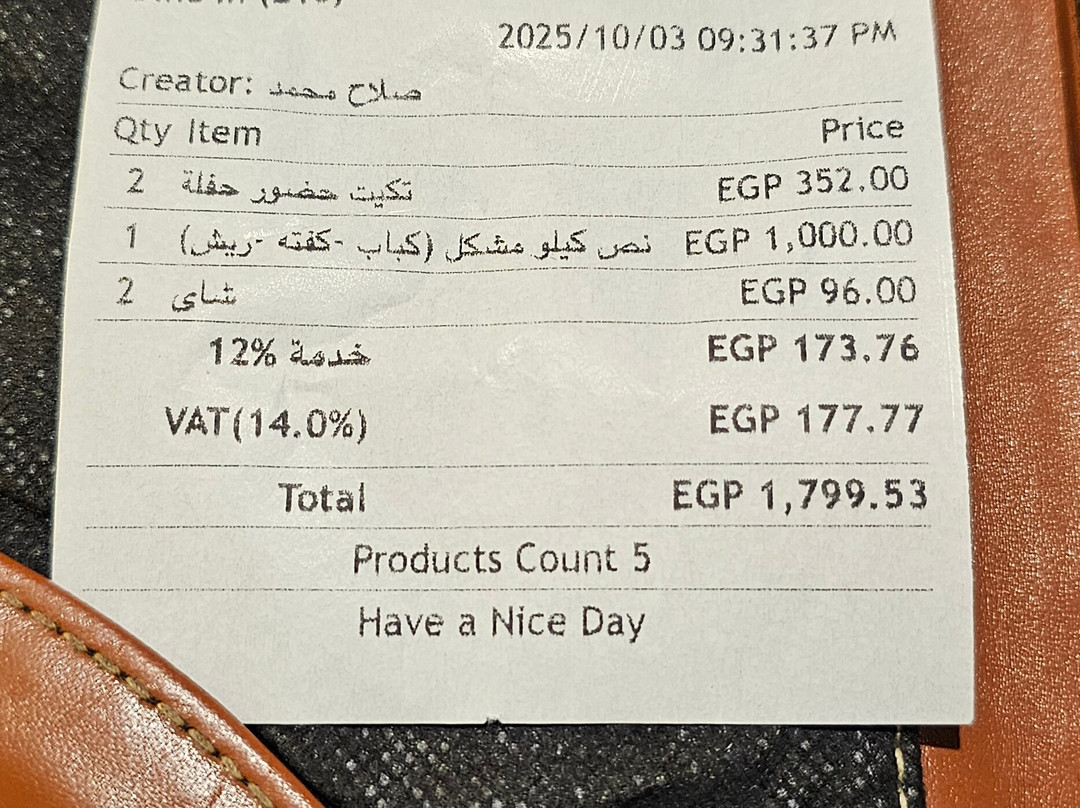 2025/10/03 09:31:37 PM
Creator: صلاح محمد
Qty Item Price
2 تكيت حضور حفلة EGP 352.00
1 نص كيلو مشكل (كباب -كفته -ريش) EGP 1,000.00
2 شاى EGP 96.00
خدمة 12% EGP 173.76
VAT(14.0%) EGP 177.77
Total EGP 1,799.53
Products Count 5
Have a Nice Day